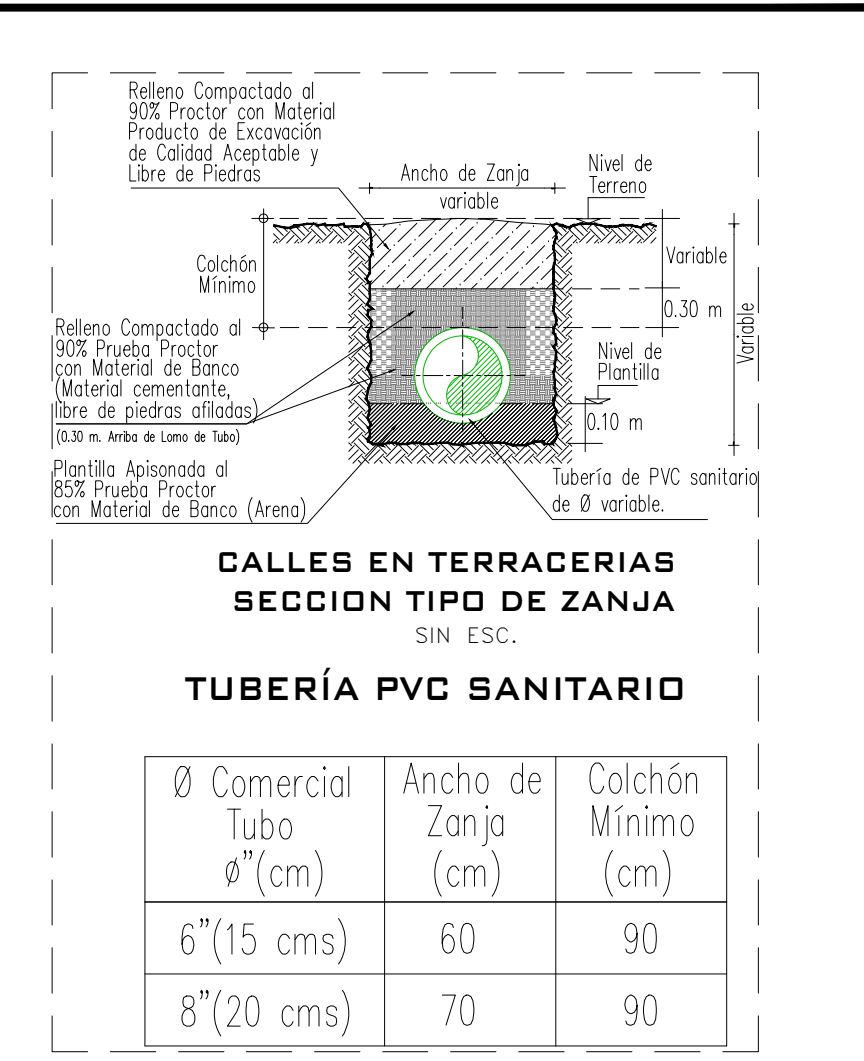 Relleno Compactado al
90% Proctor con Material
Producto de Excavación
de Calidad Aceptable y
Libre de Piedras
Ancho de Zanja
variable
Nivel de
Terreno
Colchón
Mínimo
Variable
0.30 m
Variable
Relleno Compactado al
90% Prueba Proctor
con Material de Banco
(Material cementante,
libre de piedras afiladas)
(0.30 m. Arriba de Lomo de Tubo)
Nivel de
Plantilla
0.10 m
Plantilla Apisonada al
85% Prueba Proctor
con Material de Banco (Arena)
Tubería de PVC sanitario
de Ø variable.
CALLES EN TERRACERIAS
SECCION TIPO DE ZANJA
SIN ESC.
TUBERÍA PVC SANITARIO
Ø Comercial
Tubo
ø"(cm)
Ancho de
Zanja
(cm)
Colchón
Mínimo
(cm)
6"(15 cms) 60 90
8"(20 cms) 70 90